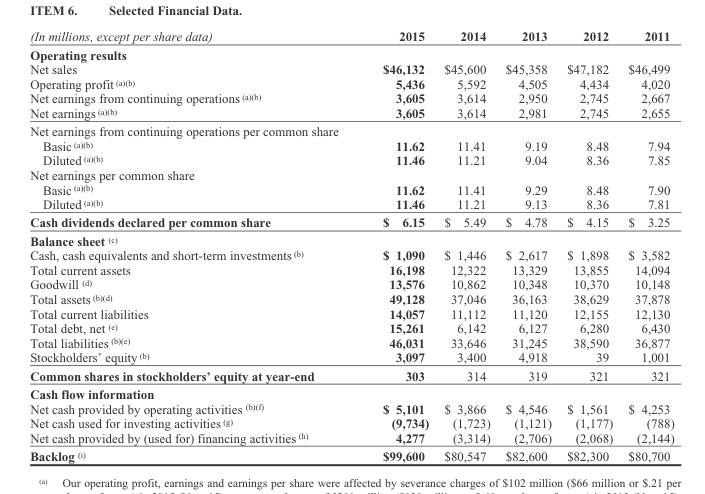 ITEM 6. Selected Financial Data.
(In millions, except per share data) 2015 2014 2013 2012 2011
Operating results
Net sales $46,132 $45,600 $45,358 $47,182 $46,499
Operating profit (a)(b) 5,436 5,592 4,505 4,434 4,020
Net earnings from continuing operations (a)(b) 3,605 3,614 2,950 2,745 2,667
Net earnings (a)(b) 3,605 3,614 2,981 2,745 2,655
Net earnings from continuing operations per common share
Basic (a)(b) 11.62 11.41 9.19 8.48 7.94
Diluted (a)(b) 11.46 11.21 9.04 8.36 7.85
Net earnings per common share
Basic (a)(b) 11.62 11.41 9.29 8.48 7.90
Diluted (a)(b) 11.46 11.21 9.13 8.36 7.81
Cash dividends declared per common share $ 6.15 $ 5.49 $ 4.78 $ 4.15 $ 3.25
Balance sheet (c)
Cash, cash equivalents and short-term investments (b) $ 1,090 $ 1,446 $ 2,617 $ 1,898 $ 3,582
Total current assets 16,198 12,322 13,329 13,855 14,094
Goodwill (d) 13,576 10,862 10,348 10,370 10,148
Total assets (b)(d) 49,128 37,046 36,163 38,629 37,878
Total current liabilities 14,057 11,112 11,120 12,155 12,130
Total debt, net (e) 15,261 6,142 6,127 6,280 6,430
Total liabilities (b)(e) 46,031 33,646 31,245 38,590 36,877
Stockholders' equity (b) 3,097 3,400 4,918 39 1,001
Common shares in stockholders' equity at year-end 303 314 319 321 321
Cash flow information
Net cash provided by operating activities (b)(f) $ 5,101 $ 3,866 $ 4,546 $ 1,561 $ 4,253
Net cash used for investing activities (g) (9,734) (1,723) (1,121) (1,177) (788)
Net cash provided by (used for) financing activities (h) 4,277 (3,314) (2,706) (2,068) (2,144)
Backlog (i) $99,600 $80,547 $82,600 $82,300 $80,700
(a) Our operating profit, earnings and earnings per share were affected by severance charges of $102 million ($66 million or $.21 per